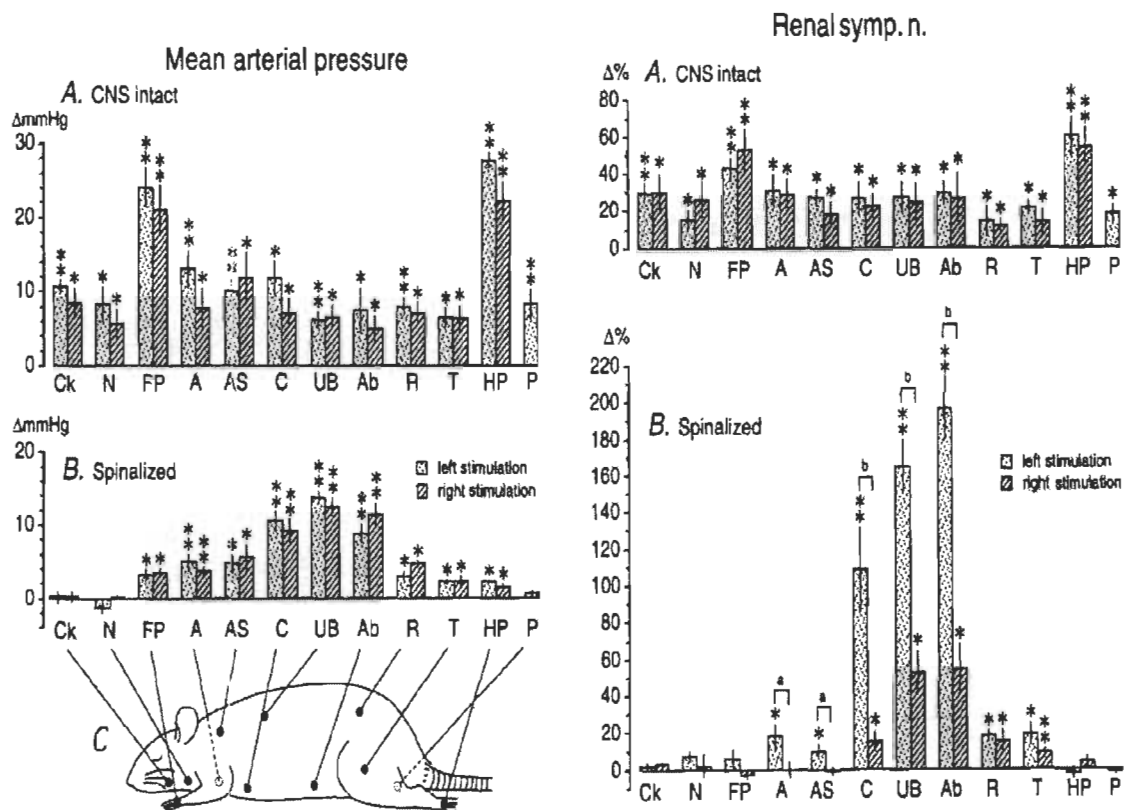 Mean arterial pressure
A. CNS intact
ΔmmHg
30
20
10
0
Ck N FP A AS C UB Ab R T HP P
ΔmmHg
B. Spinalized
20
10
0
left stimulation
right stimulation
Ck N FP A AS C UB Ab R T HP P
C
Renal symp. n.
Δ%
A. CNS intact
80
60
40
20
0
Ck N FP A AS C UB Ab R T HP P
Δ%
B. Spinalized
220
200
180
160
140
120
100
80
60
40
20
0
left stimulation
right stimulation
a a b b b
Ck N FP A AS C UB Ab R T HP P